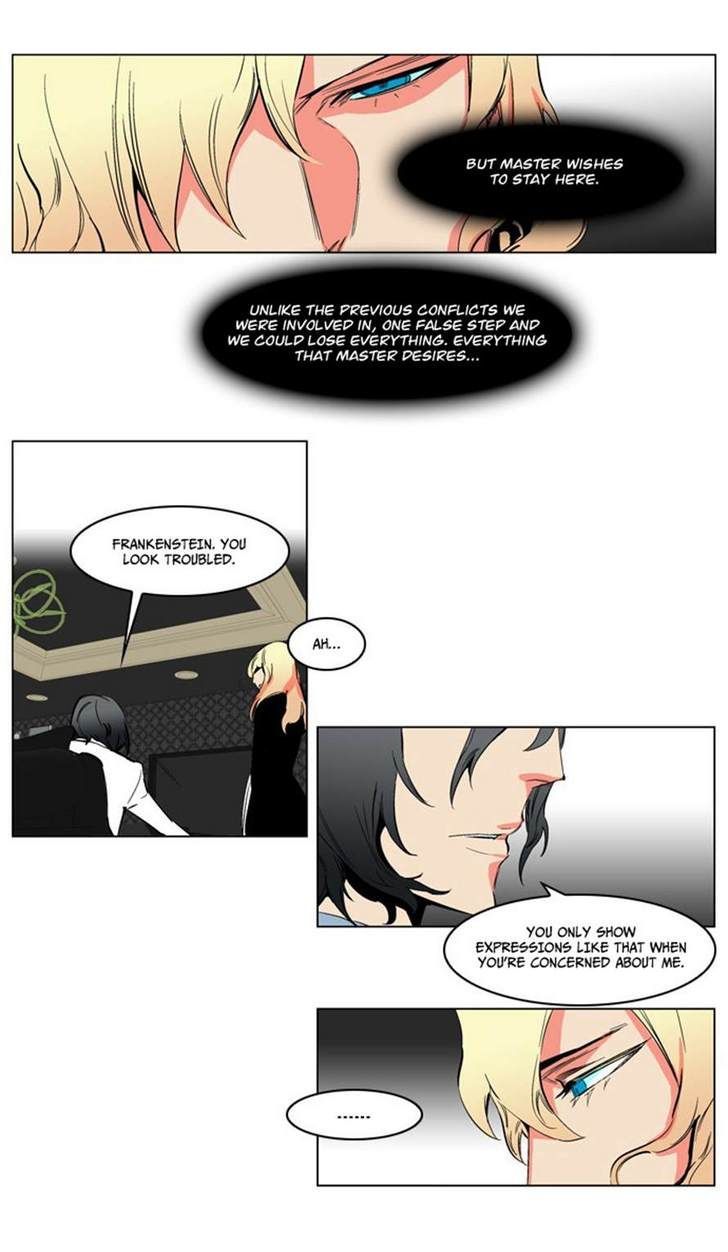 BUT MASTER WISHES
TO STAY HERE.
UNLIKE THE PREVIOUS CONFLICTS WE
WERE INVOLVED IN, ONE FALSE STEP AND
WE COULD LOSE EVERYTHING. EVERYTHING
THAT MASTER DESIRES...
FRANKENSTEIN. YOU
LOOK TROUBLED.
AH...
YOU ONLY SHOW
EXPRESSIONS LIKE THAT WHEN
YOU'RE CONCERNED ABOUT ME.
------